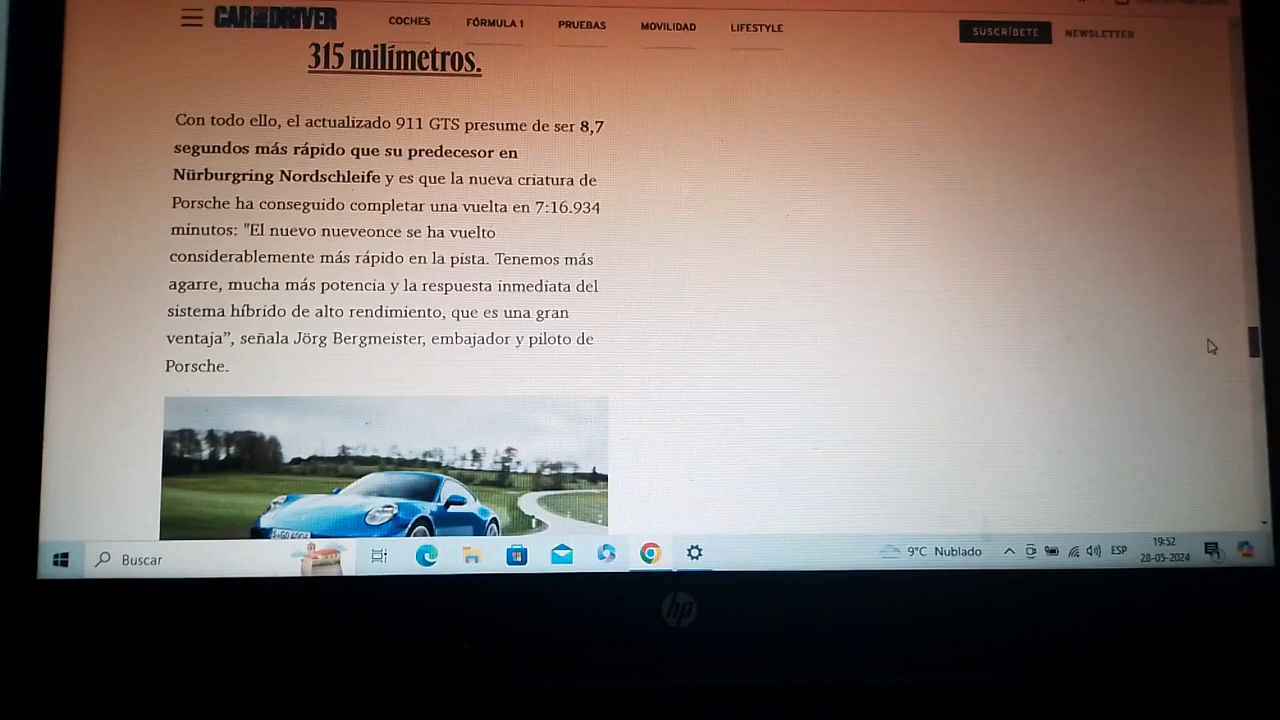 CAR AND DRIVER
COCHES
FÓRMULA 1
PRUEBAS
MOVILIDAD
LIFESTYLE
SUSCRÍBETE
NEWSLETTER
315 milímetros.
Con todo ello, el actualizado 911 GTS presume de ser 8,7
segundos más rápido que su predecesor en
Nürburgring Nordschleife y es que la nueva criatura de
Porsche ha conseguido completar una vuelta en 7:16.934
minutos: "El nuevo nueveonce se ha vuelto
considerablemente más rápido en la pista. Tenemos más
agarre, mucha más potencia y la respuesta inmediata del
sistema híbrido de alto rendimiento, que es una gran
ventaja”, señala Jörg Bergmeister, embajador y piloto de
Porsche.
Buscar
9°C Nublado
ESP
19:52
28-05-2024
hp